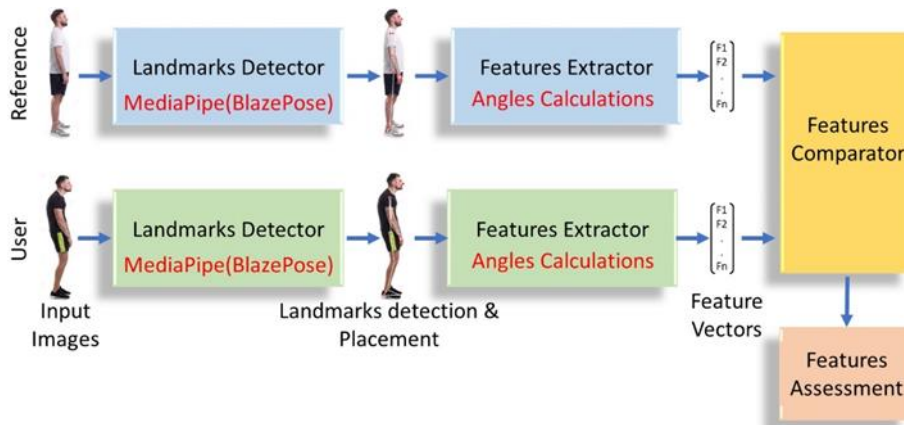 Reference
Landmarks Detector
MediaPipe(BlazePose)
Features Extractor
Angles Calculations
F1
F2
.
.
Fn
Features
Comparator
User
Landmarks Detector
MediaPipe(BlazePose)
Features Extractor
Angles Calculations
F1
F2
.
.
Fn
Input
Images
Landmarks detection &
Placement
Feature
Vectors
Features
Assessment